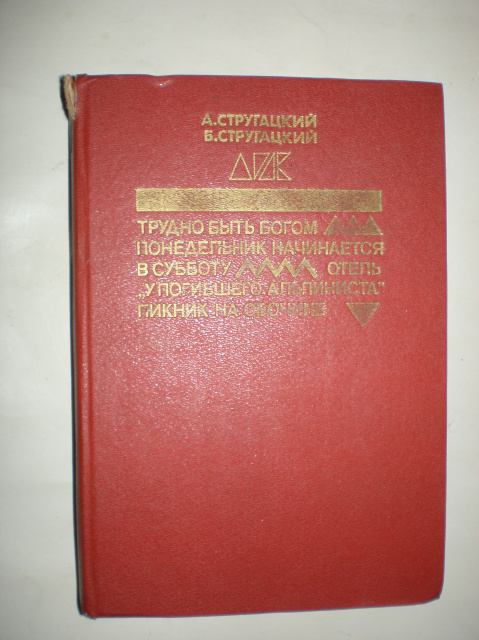 А.СТРУГАЦКИЙ
Б.СТРУГАЦКИЙ
ТРУДНО БЫТЬ БОГОМ
ПОНЕДЕЛЬНИК НАЧИНАЕТСЯ
В СУББОТУ ОТЕЛЬ
„У ПОГИБШЕГО АЛЬПИНИСТА"
ПИКНИК НА ОБОЧИНЕ